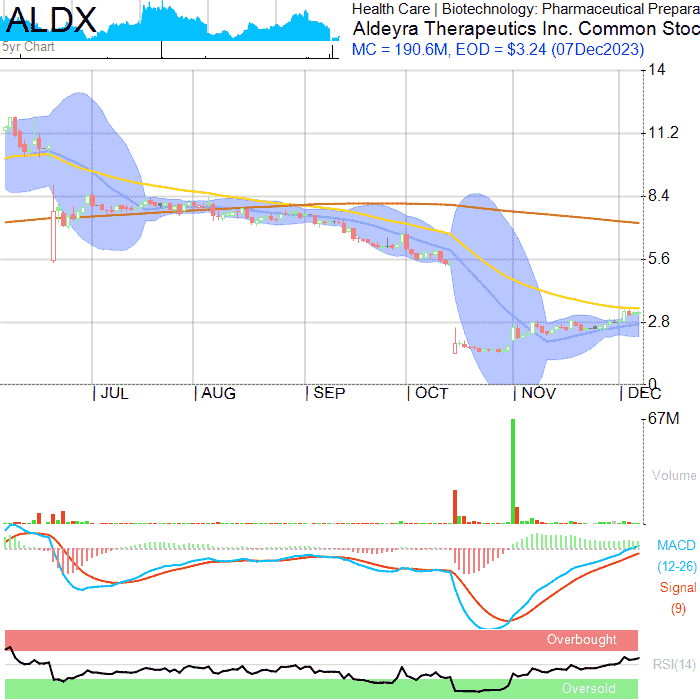 ALDX
5yr Chart
Health Care | Biotechnology: Pharmaceutical Prepara
Aldeyra Therapeutics Inc. Common Stoc
MC = 190.6M, EOD = $3.24 (07Dec2023)
14
11.2
8.4
5.6
2.8
0
JUL AUG SEP OCT NOV DEC
67M
Volume
MACD
(12-26)
Signal
(9)
Overbought
RSI(14)
Oversold